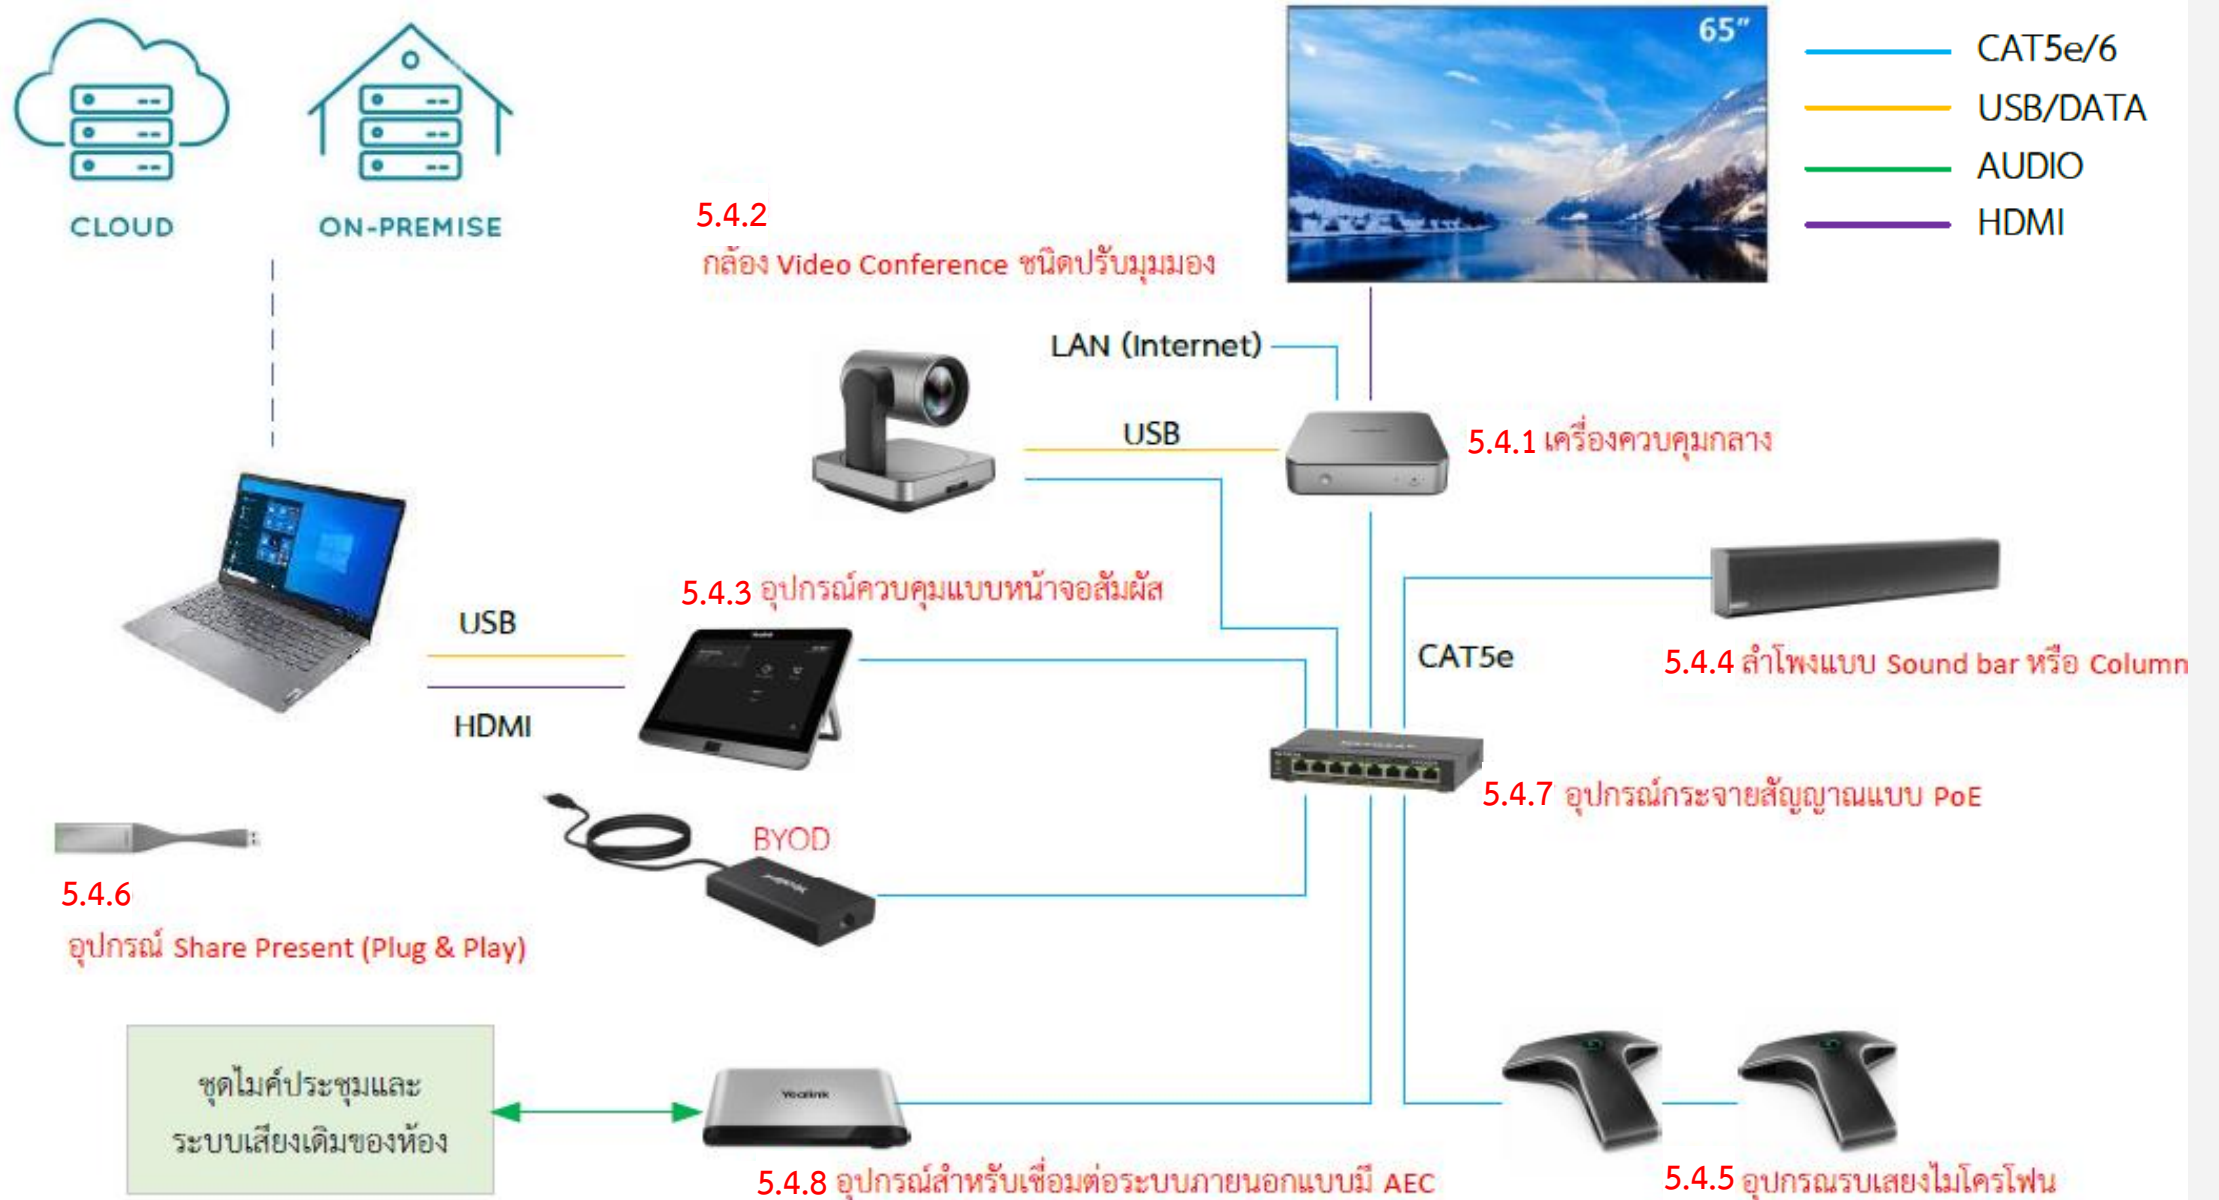 65"
CAT5e/6
USB/DATA
AUDIO
HDMI
CLOUD
ON-PREMISE
5.4.2
กล้อง Video Conference ชนิดปรับมุมมอง
LAN (Internet)
USB
5.4.1 เครื่องควบคุมกลาง
5.4.3 อุปกรณ์ควบคุมแบบหน้าจอสัมผัส
USB
HDMI
CAT5e
5.4.4 ลำโพงแบบ Sound bar หรือ Column
5.4.7 อุปกรณ์กระจายสัญญาณแบบ PoE
BYOD
Yealink
5.4.6
อุปกรณ์ Share Present (Plug & Play)
ชุดไมค์ประชุมและ
ระบบเสียงเดิมของห้อง
Yealink
5.4.8 อุปกรณ์สำหรับเชื่อมต่อระบบภายนอกแบบมี AEC
5.4.5 อุปกรณรบเสยงไมโครโฟน